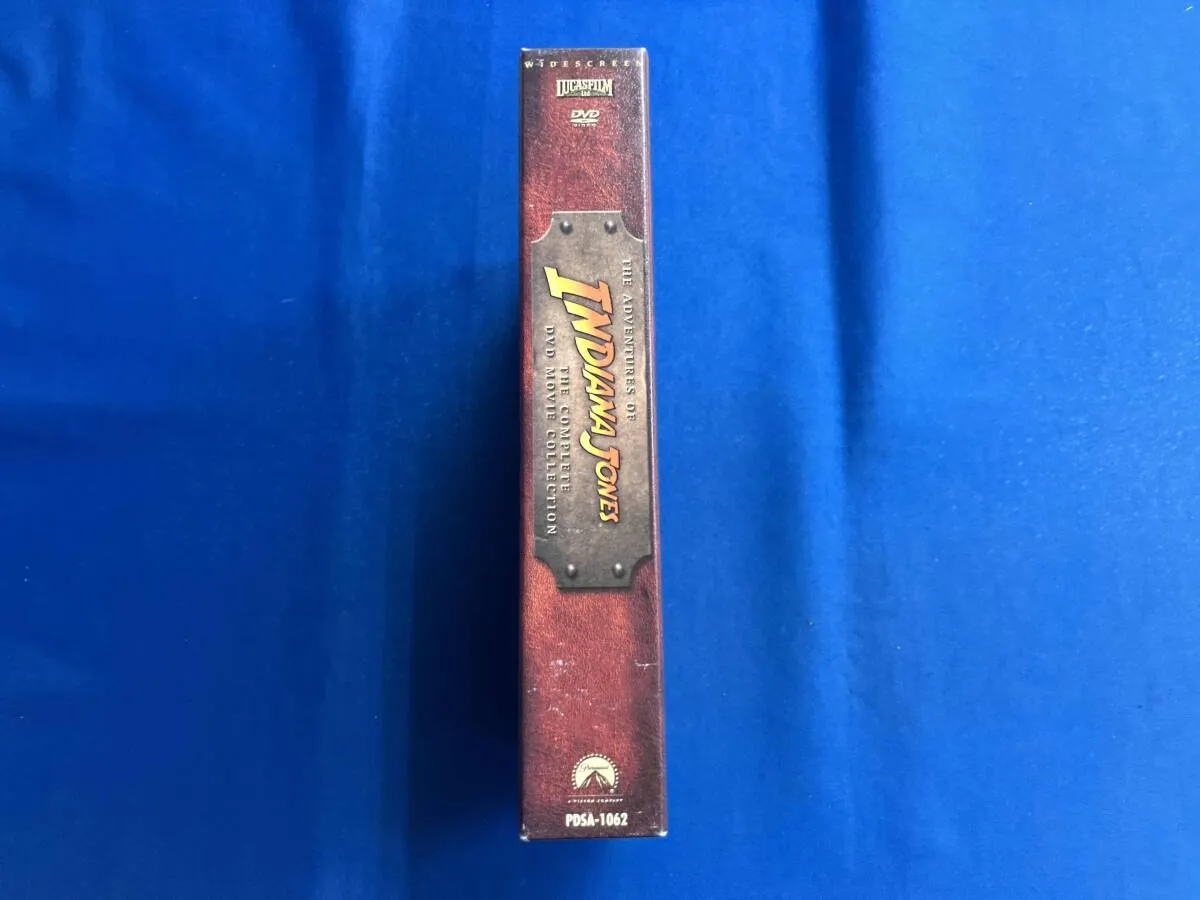 WIDESCREEN
LUCASFILM
Ltd
DVD
VIDEO
THE ADVENTURES OF
INDIANA JONES
THE COMPLETE
DVD MOVIE COLLECTION
Paramount
A VIACOM COMPANY
PDSA-1062